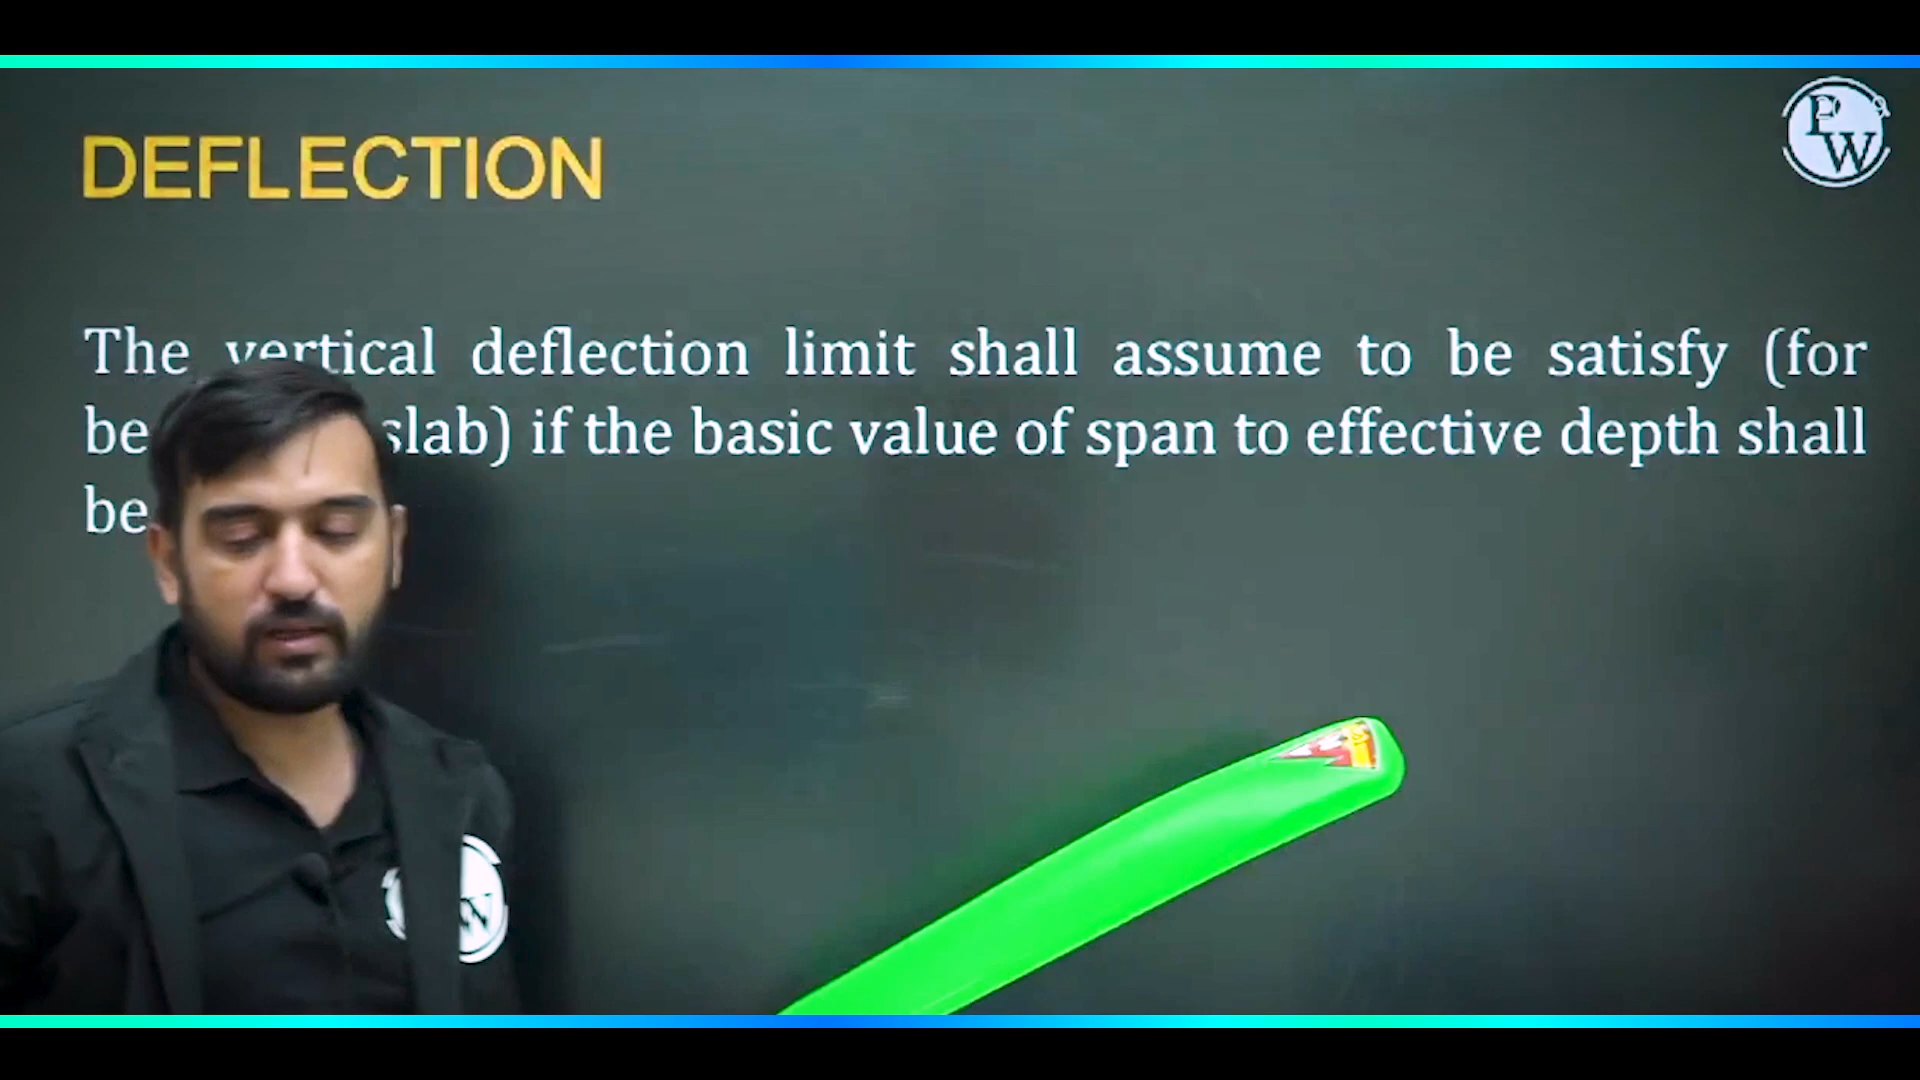 DEFLECTION
PW
The vertical deflection limit shall assume to be satisfy (for
be slab) if the basic value of span to effective depth shall
be
W